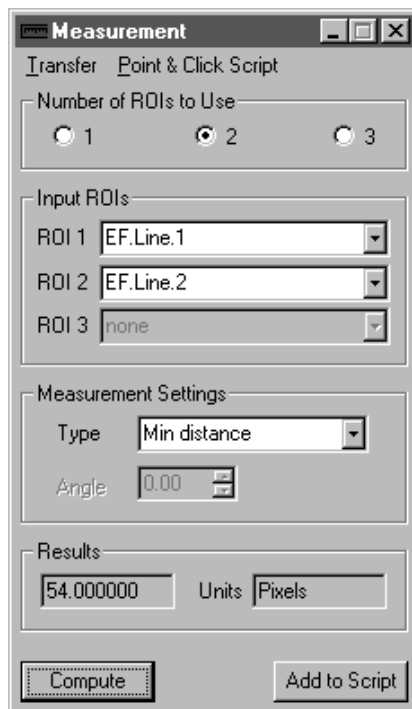 Measurement
Transfer Point & Click Script
Number of ROIs to Use
1 2 3
Input ROIs
ROI 1 EF.Line.1
ROI 2 EF.Line.2
ROI 3 none
Measurement Settings
Type Min distance
Angle 0.00
Results
54.000000 Units Pixels
Compute Add to Script